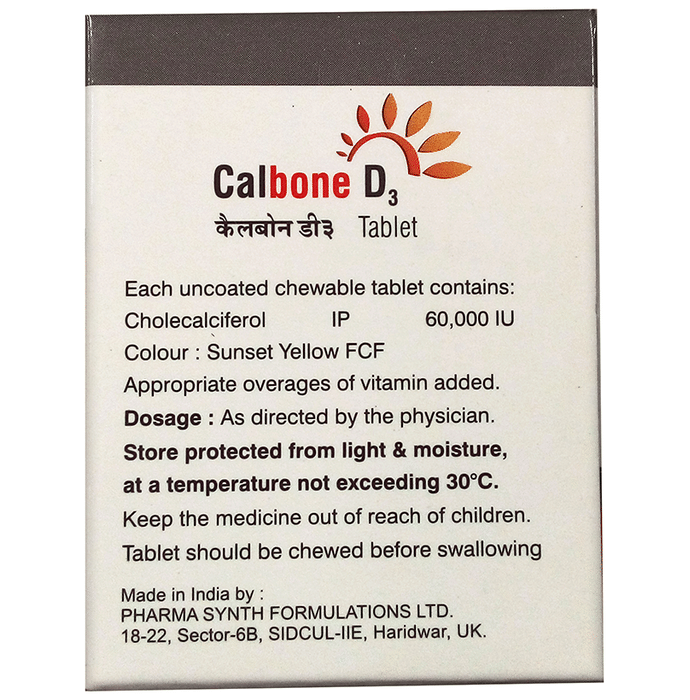 Calbone D3
कैलबोन डी३ Tablet
Each uncoated chewable tablet contains:
Cholecalciferol IP 60,000 IU
Colour : Sunset Yellow FCF
Appropriate overages of vitamin added.
Dosage : As directed by the physician.
Store protected from light & moisture,
at a temperature not exceeding 30°C.
Keep the medicine out of reach of children.
Tablet should be chewed before swallowing
Made in India by :
PHARMA SYNTH FORMULATIONS LTD.
18-22, Sector-6B, SIDCUL-IIE, Haridwar, UK.